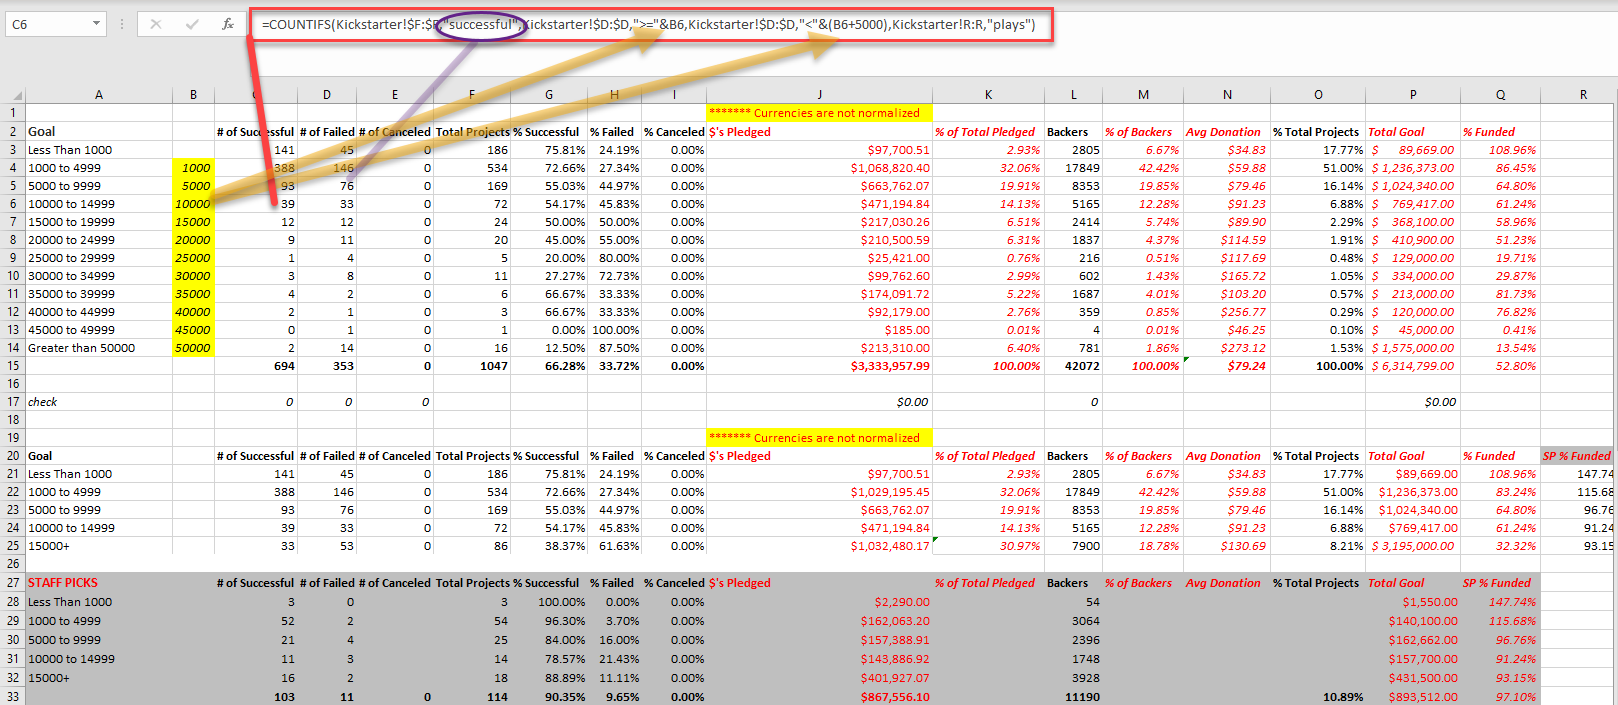 C6 fx =COUNTIFS(Kickstarter!$F:$F,"successful",Kickstarter!$D:$D,">="&B6,Kickstarter!$D:$D,"<"&(B6+5000),Kickstarter!R:R,"plays")
A B C D E F G H I J K L M N O P Q R
1 ******* Currencies are not normalized
2 Goal # of Successful # of Failed # of Canceled Total Projects % Successful % Failed % Canceled $'s Pledged % of Total Pledged Backers % of Backers Avg Donation % Total Projects Total Goal % Funded
3 Less Than 1000 141 45 0 186 75.81% 24.19% 0.00% $97,700.51 2.93% 2805 6.67% $34.83 17.77% $ 89,669.00 108.96%
4 1000 to 4999 1000 388 146 0 534 72.66% 27.34% 0.00% $1,068,820.40 32.06% 17849 42.42% $59.88 51.00% $ 1,236,373.00 86.45%
5 5000 to 9999 5000 93 76 0 169 55.03% 44.97% 0.00% $663,762.07 19.91% 8353 19.85% $79.46 16.14% $ 1,024,340.00 64.80%
6 10000 to 14999 10000 39 33 0 72 54.17% 45.83% 0.00% $471,194.84 14.13% 5165 12.28% $91.23 6.88% $ 769,417.00 61.24%
7 15000 to 19999 15000 12 12 0 24 50.00% 50.00% 0.00% $217,030.26 6.51% 2414 5.74% $89.90 2.29% $ 368,100.00 58.96%
8 20000 to 24999 20000 9 11 0 20 45.00% 55.00% 0.00% $210,500.59 6.31% 1837 4.37% $114.59 1.91% $ 410,900.00 51.23%
9 25000 to 29999 25000 1 4 0 5 20.00% 80.00% 0.00% $25,421.00 0.76% 216 0.51% $117.69 0.48% $ 129,000.00 19.71%
10 30000 to 34999 30000 3 8 0 11 27.27% 72.73% 0.00% $99,762.60 2.99% 602 1.43% $165.72 1.05% $ 334,000.00 29.87%
11 35000 to 39999 35000 4 2 0 6 66.67% 33.33% 0.00% $174,091.72 5.22% 1687 4.01% $103.20 0.57% $ 213,000.00 81.73%
12 40000 to 44999 40000 2 1 0 3 66.67% 33.33% 0.00% $92,179.00 2.76% 359 0.85% $256.77 0.29% $ 120,000.00 76.82%
13 45000 to 49999 45000 0 1 0 1 0.00% 100.00% 0.00% $185.00 0.01% 4 0.01% $46.25 0.10% $ 45,000.00 0.41%
14 Greater than 50000 50000 2 14 0 16 12.50% 87.50% 0.00% $213,310.00 6.40% 781 1.86% $273.12 1.53% $ 1,575,000.00 13.54%
15 694 353 0 1047 66.28% 33.72% 0.00% $3,333,957.99 100.00% 42072 100.00% $79.24 100.00% $ 6,314,799.00 52.80%
16
17 check 0 0 0 $0.00 0 $0.00
18
19 ******* Currencies are not normalized
20 Goal # of Successful # of Failed # of Canceled Total Projects % Successful % Failed % Canceled $'s Pledged % of Total Pledged Backers % of Backers Avg Donation % Total Projects Total Goal % Funded SP % Funded
21 Less Than 1000 141 45 0 186 75.81% 24.19% 0.00% $97,700.51 2.93% 2805 6.67% $34.83 17.77% $89,669.00 108.96% 147.74
22 1000 to 4999 388 146 0 534 72.66% 27.34% 0.00% $1,029,195.45 32.06% 17849 42.42% $59.88 51.00% $1,236,373.00 83.24% 115.68
23 5000 to 9999 93 76 0 169 55.03% 44.97% 0.00% $663,762.07 19.91% 8353 19.85% $79.46 16.14% $1,024,340.00 64.80% 96.76
24 10000 to 14999 39 33 0 72 54.17% 45.83% 0.00% $471,194.84 14.13% 5165 12.28% $91.23 6.88% $769,417.00 61.24% 91.24
25 15000+ 33 53 0 86 38.37% 61.63% 0.00% $1,032,480.17 30.97% 7900 18.78% $130.69 8.21% $ 3,195,000.00 32.32% 93.15
26
27 STAFF PICKS # of Successful # of Failed # of Canceled Total Projects % Successful % Failed % Canceled $'s Pledged % of Total Pledged Backers % of Backers Avg Donation % Total Projects Total Goal SP % Funded
28 Less Than 1000 3 0 3 100.00% 0.00% 0.00% $2,290.00 54 $1,550.00 147.74%
29 1000 to 4999 52 2 54 96.30% 3.70% 0.00% $162,063.20 3064 $140,100.00 115.68%
30 5000 to 9999 21 4 25 84.00% 16.00% 0.00% $157,388.91 2396 $162,662.00 96.76%
31 10000 to 14999 11 3 14 78.57% 21.43% 0.00% $143,886.92 1748 $157,700.00 91.24%
32 15000+ 16 2 18 88.89% 11.11% 0.00% $401,927.07 3928 $431,500.00 93.15%
33 103 11 0 114 90.35% 9.65% 0.00% $867,556.10 11190 10.89% $893,512.00 97.10%